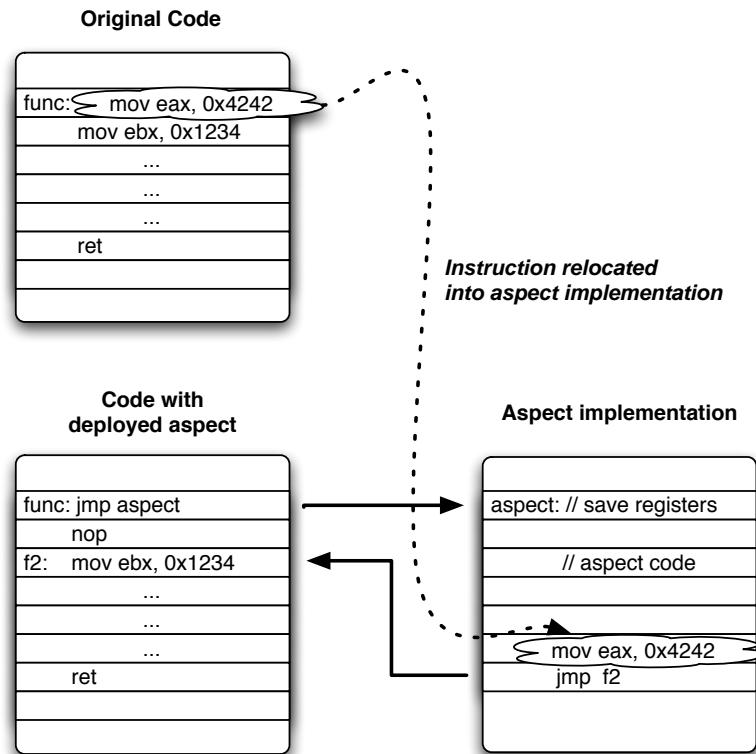 Original Code
func: mov eax, 0x4242
mov ebx, 0x1234
...
...
...
ret
Instruction relocated
into aspect implementation
Code with
deployed aspect
func: jmp aspect
nop
f2: mov ebx, 0x1234
...
...
...
ret
Aspect implementation
aspect: // save registers
// aspect code
mov eax, 0x4242
jmp f2